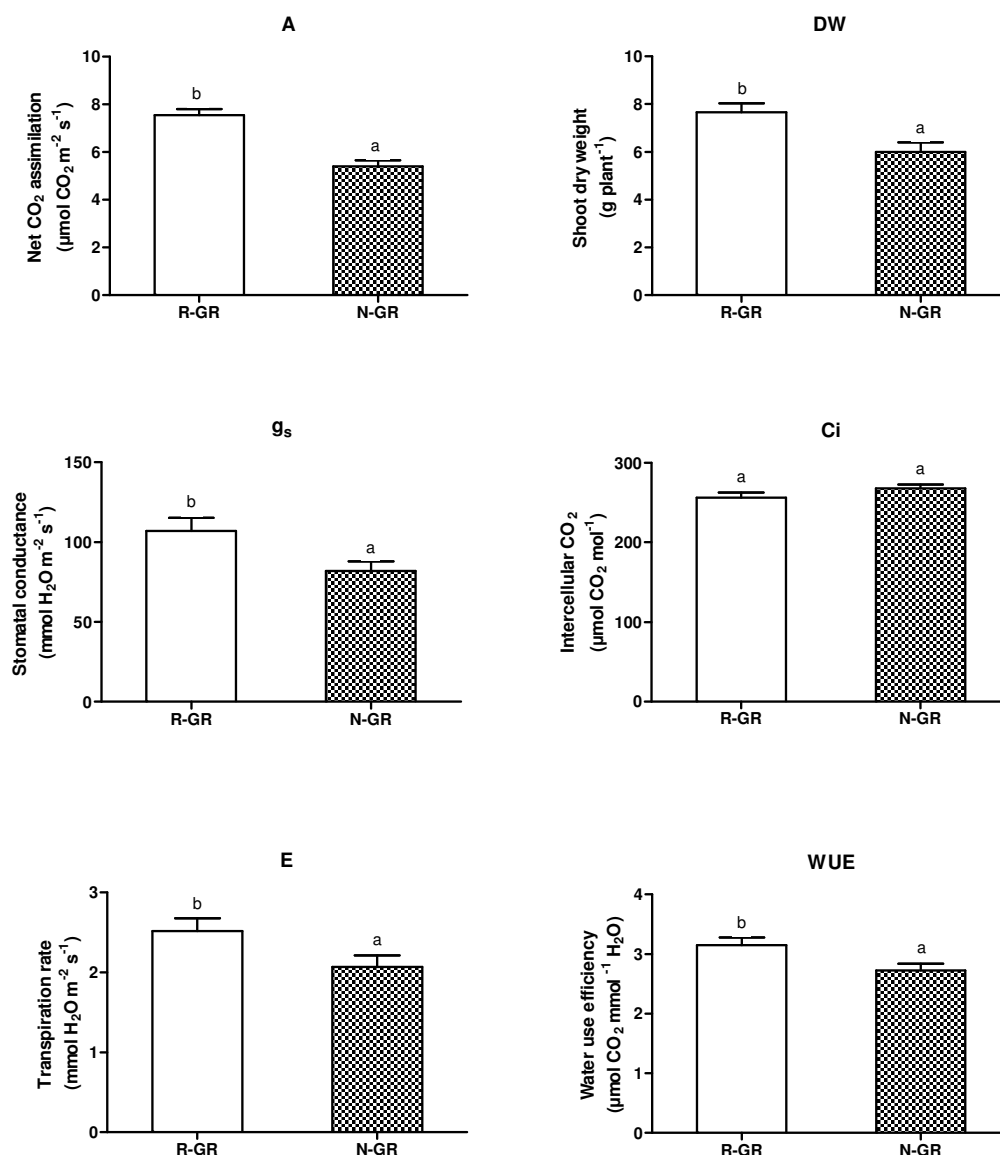 A
Net CO₂ assimilation
(µmol CO₂ m⁻² s⁻¹)
10
8
6
4
2
0
b
a
R-GR
N-GR
DW
Shoot dry weight
(g plant⁻¹)
10
8
6
4
2
0
b
a
R-GR
N-GR
gₛ
Stomatal conductance
(mmol H₂O m⁻² s⁻¹)
150
100
50
0
b
a
R-GR
N-GR
Ci
Intercellular CO₂
(µmol CO₂ mol⁻¹)
300
200
100
0
a
a
R-GR
N-GR
E
Transpiration rate
(mmol H₂O m⁻² s⁻¹)
3
2
1
0
b
a
R-GR
N-GR
WUE
Water use efficiency
(µmol CO₂ mmol⁻¹ H₂O)
4
3
2
1
0
b
a
R-GR
N-GR